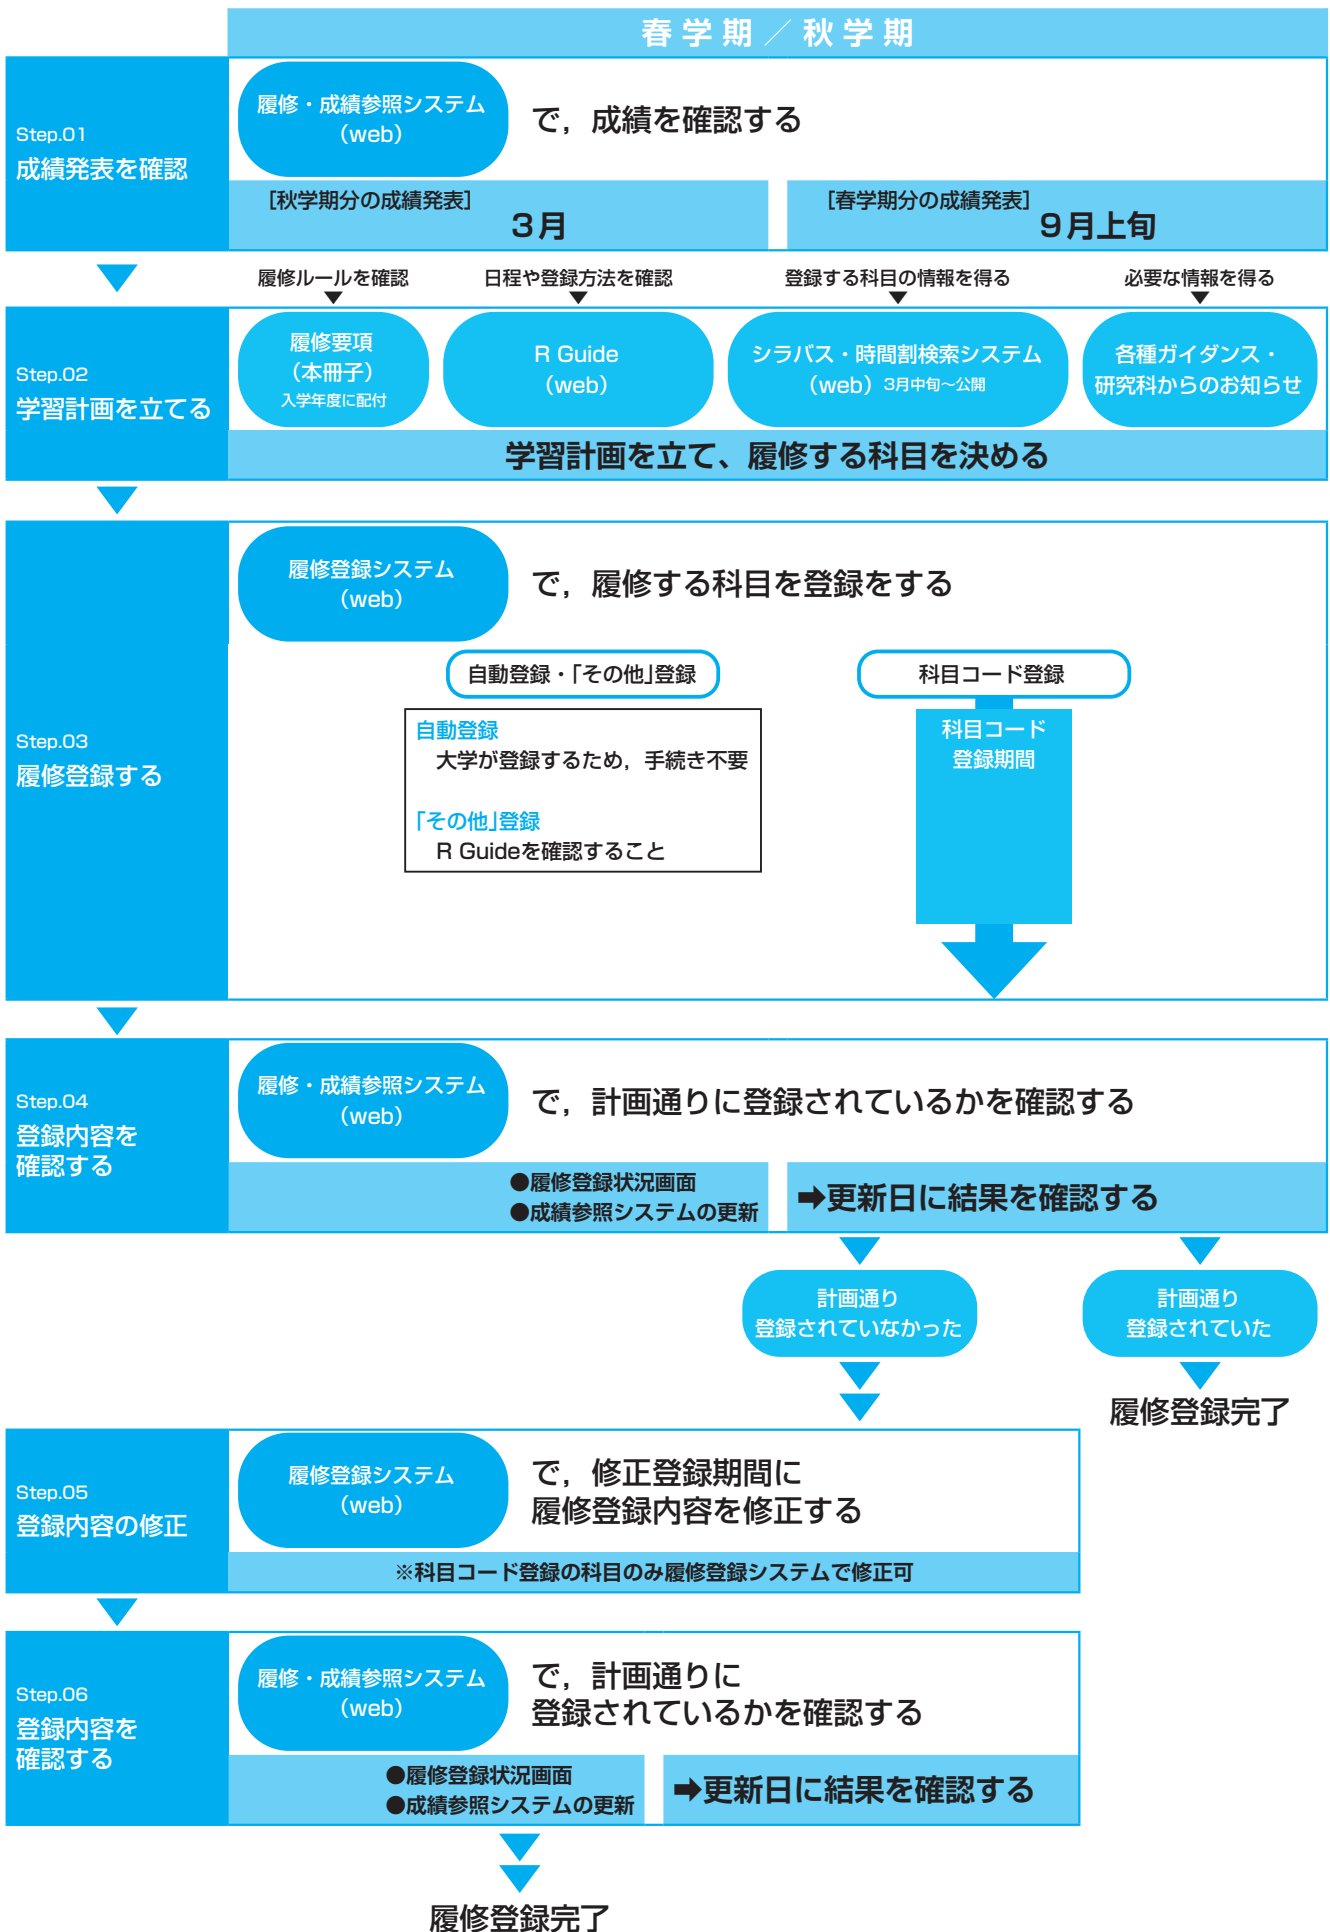 春学期／秋学期
Step.01
成績発表を確認
履修・成績参照システム
（web）
で，成績を確認する
［秋学期分の成績発表］
3月
［春学期分の成績発表］
9月上旬
履修ルールを確認
日程や登録方法を確認
登録する科目の情報を得る
必要な情報を得る
Step.02
学習計画を立てる
履修要項
（本冊子）
入学年度に配付
R Guide
（web）
シラバス・時間割検索システム
（web）3月中旬～公開
各種ガイダンス・
研究科からのお知らせ
学習計画を立て、履修する科目を決める
Step.03
履修登録する
履修登録システム
（web）
で，履修する科目を登録をする
自動登録・「その他」登録
科目コード登録
自動登録
大学が登録するため，手続き不要
「その他」登録
R Guideを確認すること
科目コード
登録期間
Step.04
登録内容を
確認する
履修・成績参照システム
（web）
で，計画通りに登録されているかを確認する
●履修登録状況画面
●成績参照システムの更新
➡更新日に結果を確認する
計画通り
登録されていなかった
計画通り
登録されていた
履修登録完了
Step.05
登録内容の修正
履修登録システム
（web）
で，修正登録期間に
履修登録内容を修正する
※科目コード登録の科目のみ履修登録システムで修正可
Step.06
登録内容を
確認する
履修・成績参照システム
（web）
で，計画通りに
登録されているかを確認する
●履修登録状況画面
●成績参照システムの更新
➡更新日に結果を確認する
履修登録完了